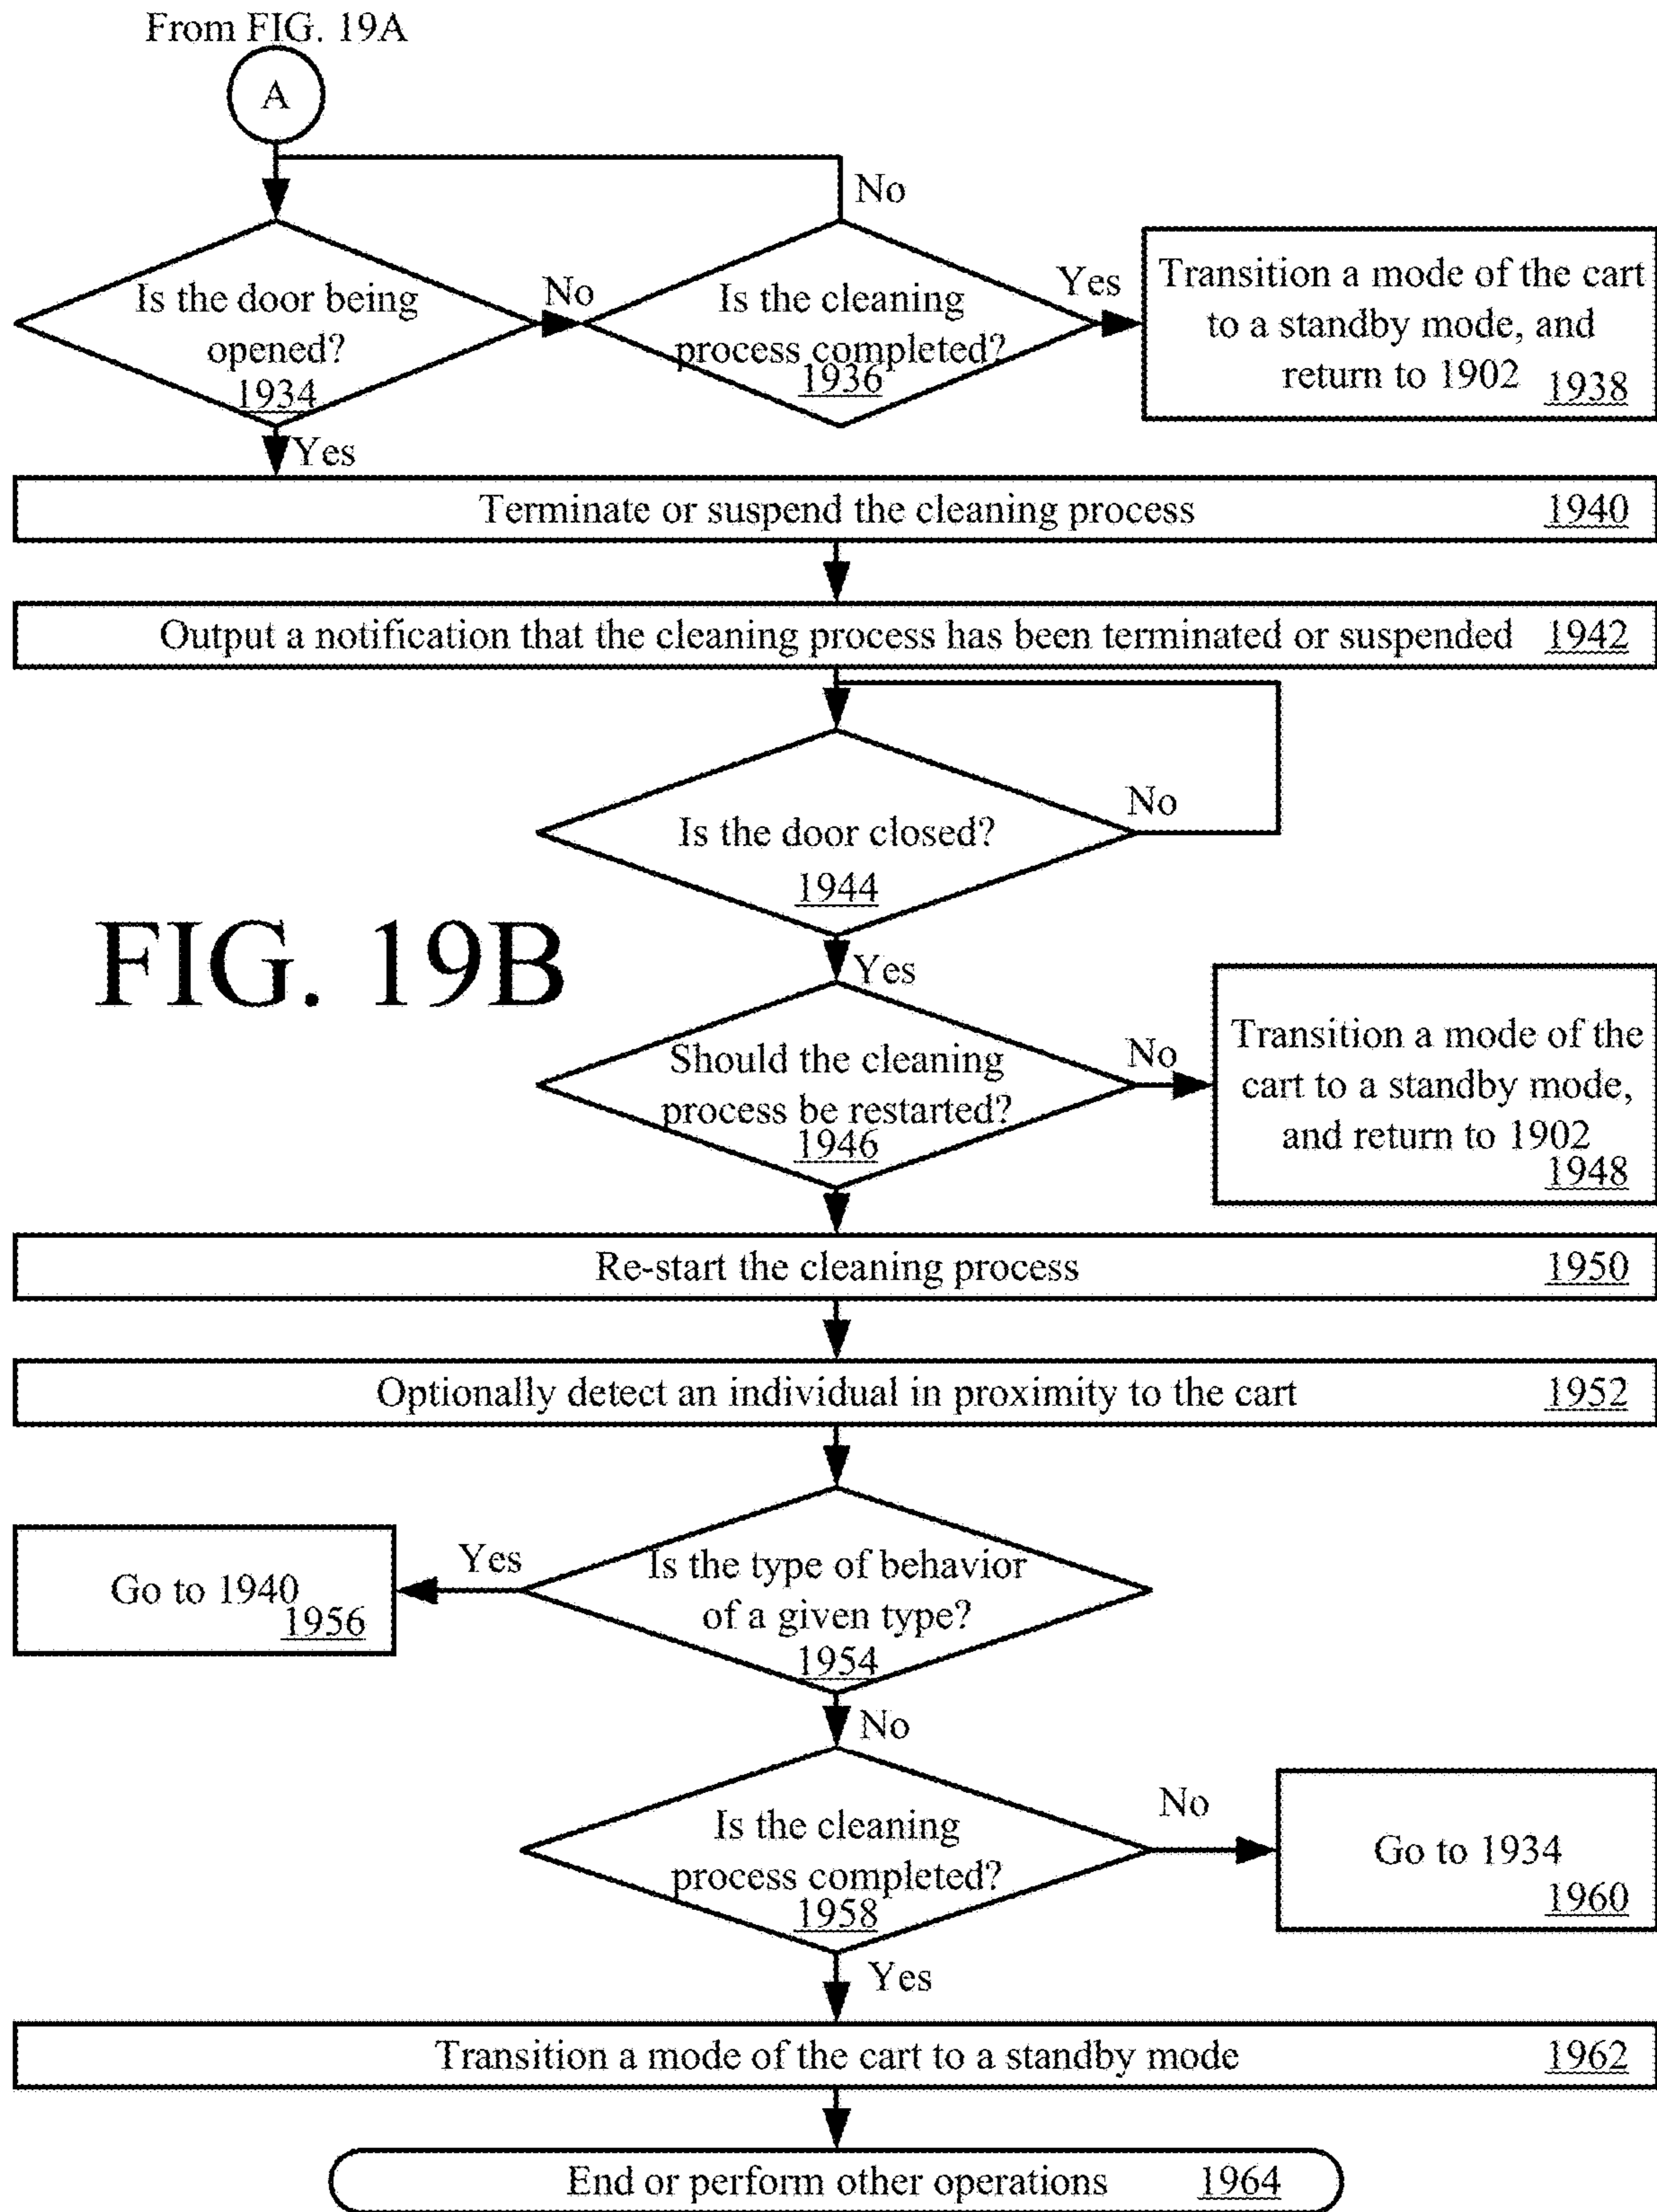 From FIG. 19A
A
No
Is the door being
opened?
1934
No
Is the cleaning
process completed?
1936
Yes
Transition a mode of the cart
to a standby mode, and
return to 1902 1938
Yes
Terminate or suspend the cleaning process 1940
Output a notification that the cleaning process has been terminated or suspended 1942
Is the door closed?
1944
No
FIG. 19B
Yes
Should the cleaning
process be restarted?
1946
No
Transition a mode of the
cart to a standby mode,
and return to 1902
1948
Re-start the cleaning process 1950
Optionally detect an individual in proximity to the cart 1952
Is the type of behavior
of a given type?
1954
Yes
Go to 1940
1956
No
Is the cleaning
process completed?
1958
No
Go to 1934
1960
Yes
Transition a mode of the cart to a standby mode 1962
End or perform other operations 1964